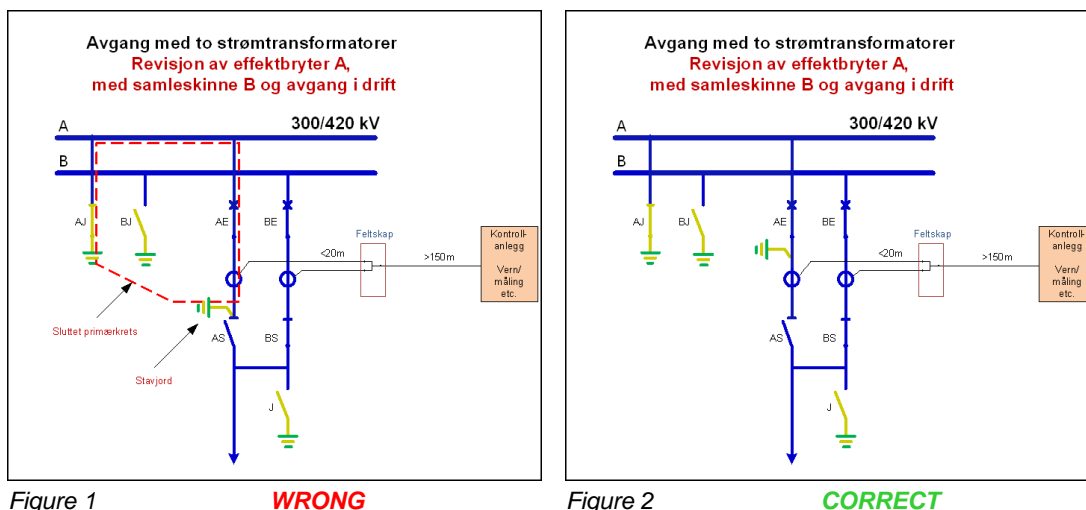 Avgang med to strømtransformatorer
Revisjon av effektbryter A,
med samleskinne B og avgang i drift
A
300/420 kV
B
AJ
BJ
AE
BE
Feltskap
<20m
>150m
Kontroll-
anlegg
Vern/
måling
etc.
Sluttet primærkrets
AS
BS
Stavjord
J
Figure 1
WRONG
Avgang med to strømtransformatorer
Revisjon av effektbryter A,
med samleskinne B og avgang i drift
A
300/420 kV
B
AJ
BJ
AE
BE
Feltskap
<20m
>150m
Kontroll-
anlegg
Vern/
måling
etc.
AS
BS
J
Figure 2
CORRECT